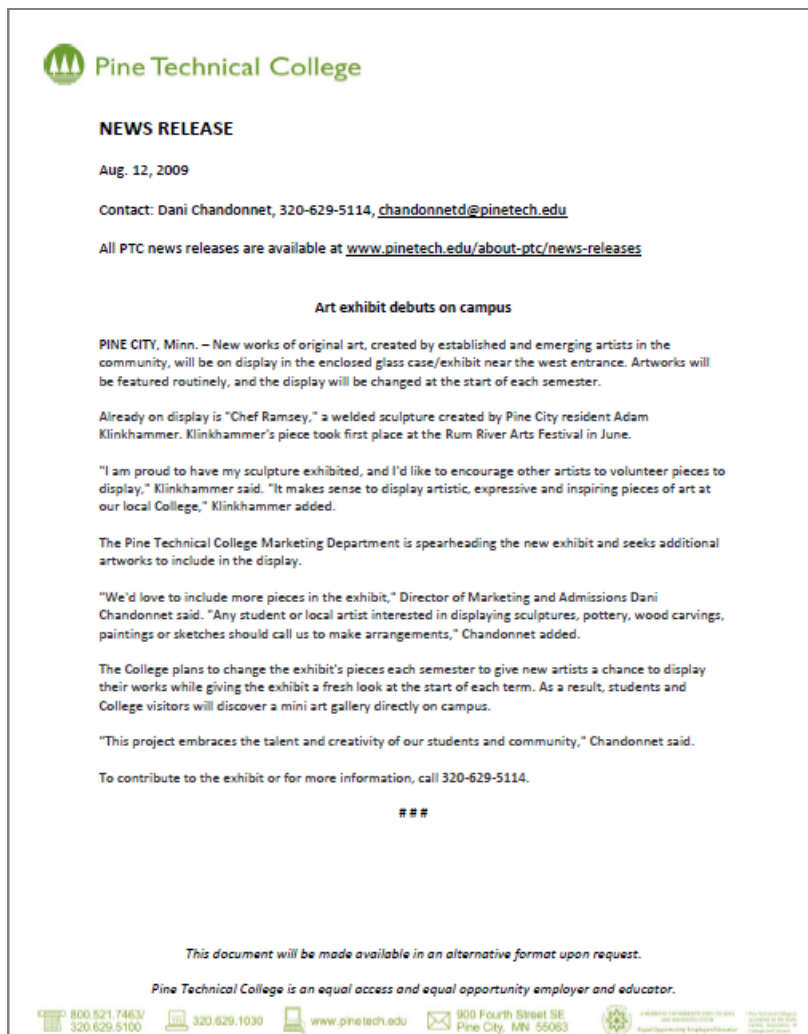 Pine Technical College
NEWS RELEASE
Aug. 12, 2009
Contact: Dani Chandonnet, 320-629-5114, chandonnetd@pinetech.edu
All PTC news releases are available at www.pinetech.edu/about-ptc/news-releases
Art exhibit debuts on campus
PINE CITY, Minn. – New works of original art, created by established and emerging artists in the
community, will be on display in the enclosed glass case/exhibit near the west entrance. Artworks will
be featured routinely, and the display will be changed at the start of each semester.
Already on display is "Chef Ramsey," a welded sculpture created by Pine City resident Adam
Klinkhammer. Klinkhammer's piece took first place at the Rum River Arts Festival in June.
"I am proud to have my sculpture exhibited, and I'd like to encourage other artists to volunteer pieces to
display," Klinkhammer said. "It makes sense to display artistic, expressive and inspiring pieces of art at
our local College," Klinkhammer added.
The Pine Technical College Marketing Department is spearheading the new exhibit and seeks additional
artworks to include in the display.
"We'd love to include more pieces in the exhibit," Director of Marketing and Admissions Dani
Chandonnet said. "Any student or local artist interested in displaying sculptures, pottery, wood carvings,
paintings or sketches should call us to make arrangements," Chandonnet added.
The College plans to change the exhibit's pieces each semester to give new artists a chance to display
their works while giving the exhibit a fresh look at the start of each term. As a result, students and
College visitors will discover a mini art gallery directly on campus.
"This project embraces the talent and creativity of our students and community," Chandonnet said.
To contribute to the exhibit or for more information, call 320-629-5114.
# # #
This document will be made available in an alternative format upon request.
Pine Technical College is an equal access and equal opportunity employer and educator.
800.521.7463/
320.629.5100
320.629.1030
www.pinetech.edu
900 Fourth Street SE
Pine City, MN 55063
Equal Opportunity Employer/Educator